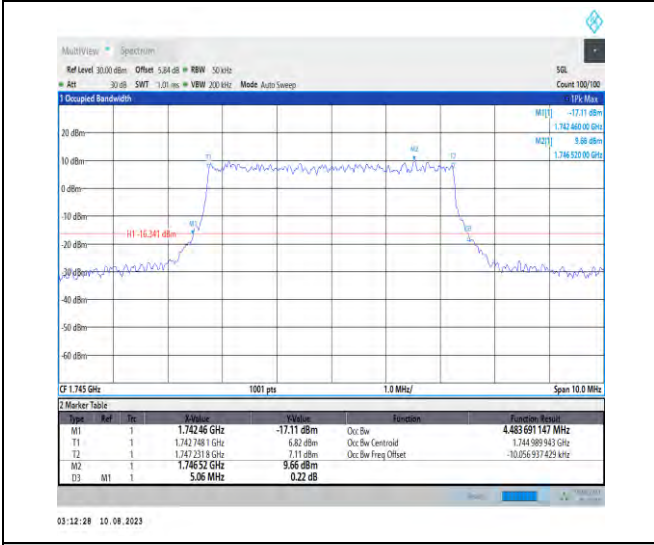 MultiView Spectrum
Ref Level 30.00 dBm Offset 5.84 dB RBW 50 kHz SGL
Att 30 dB SWT 1.01 ms VBW 200 kHz Mode Auto Sweep Count 100/100
1 Occupied Bandwidth 1Pk Max
M1[1] -17.11 dBm
1.742 460 00 GHz
M2[1] 9.66 dBm
1.746 520 00 GHz
20 dBm
10 dBm
0 dBm
-10 dBm
-30 dBm
-40 dBm
-50 dBm
-60 dBm
T1
M2
T2
M1
H1 -16.341 dBm
D3
CF 1.745 GHz 1001 pts 1.0 MHz/ Span 10.0 MHz
2 Marker Table
Type Ref Trc X-Value Y-Value Function Function Result
M1 1 1.742 46 GHz -17.11 dBm Occ Bw 4.483 691 147 MHz
T1 1 1.742 748 1 GHz 6.82 dBm Occ Bw Centroid 1.744 989 943 GHz
T2 1 1.747 231 8 GHz 7.11 dBm Occ Bw Freq Offset -10.056 937 429 kHz
M2 1 1.746 52 GHz 9.66 dBm
D3 M1 1 5.06 MHz 0.22 dB
03:12:28 10.08.2023